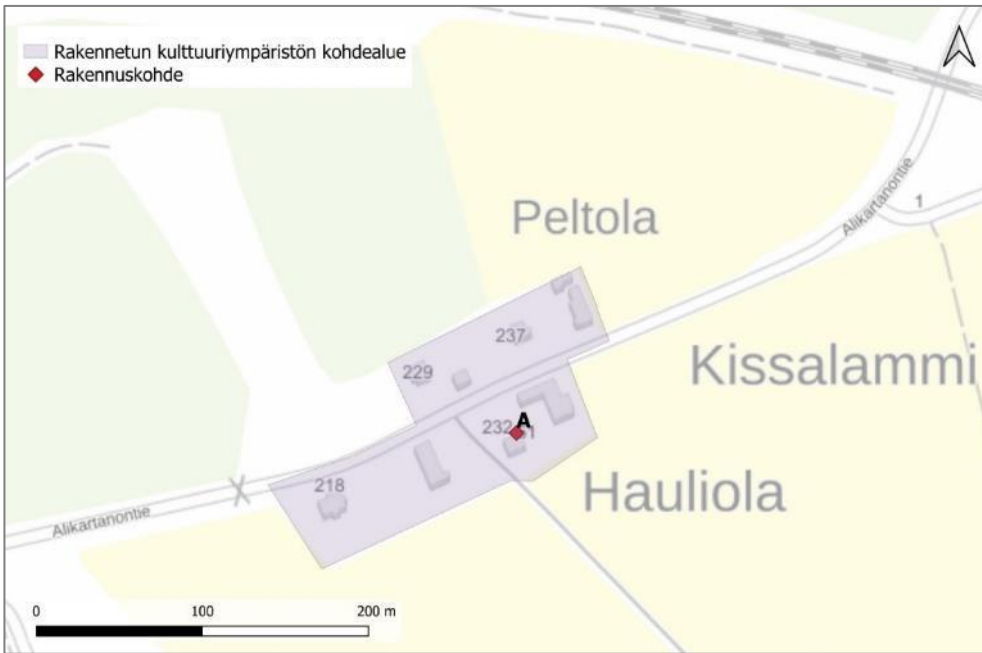 Rakennetun kulttuuriympäristön kohdealue
Rakennuskohde
Peltola
Alikartanontie
1
Kissalammi
237
229
A
232
218
Hauliola
Alikartanontie
0 100 200 m